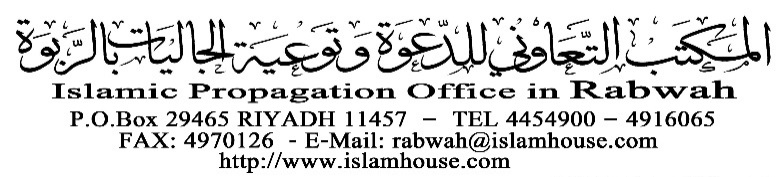 المكتب التعاوني للدعوة وتوعية الجاليات بالربوة
Islamic Propagation Office in Rabwah
P.O.Box 29465 RIYADH 11457 – TEL 4454900 – 4916065
FAX: 4970126 - E-Mail: rabwah@islamhouse.com
http://www.islamhouse.com